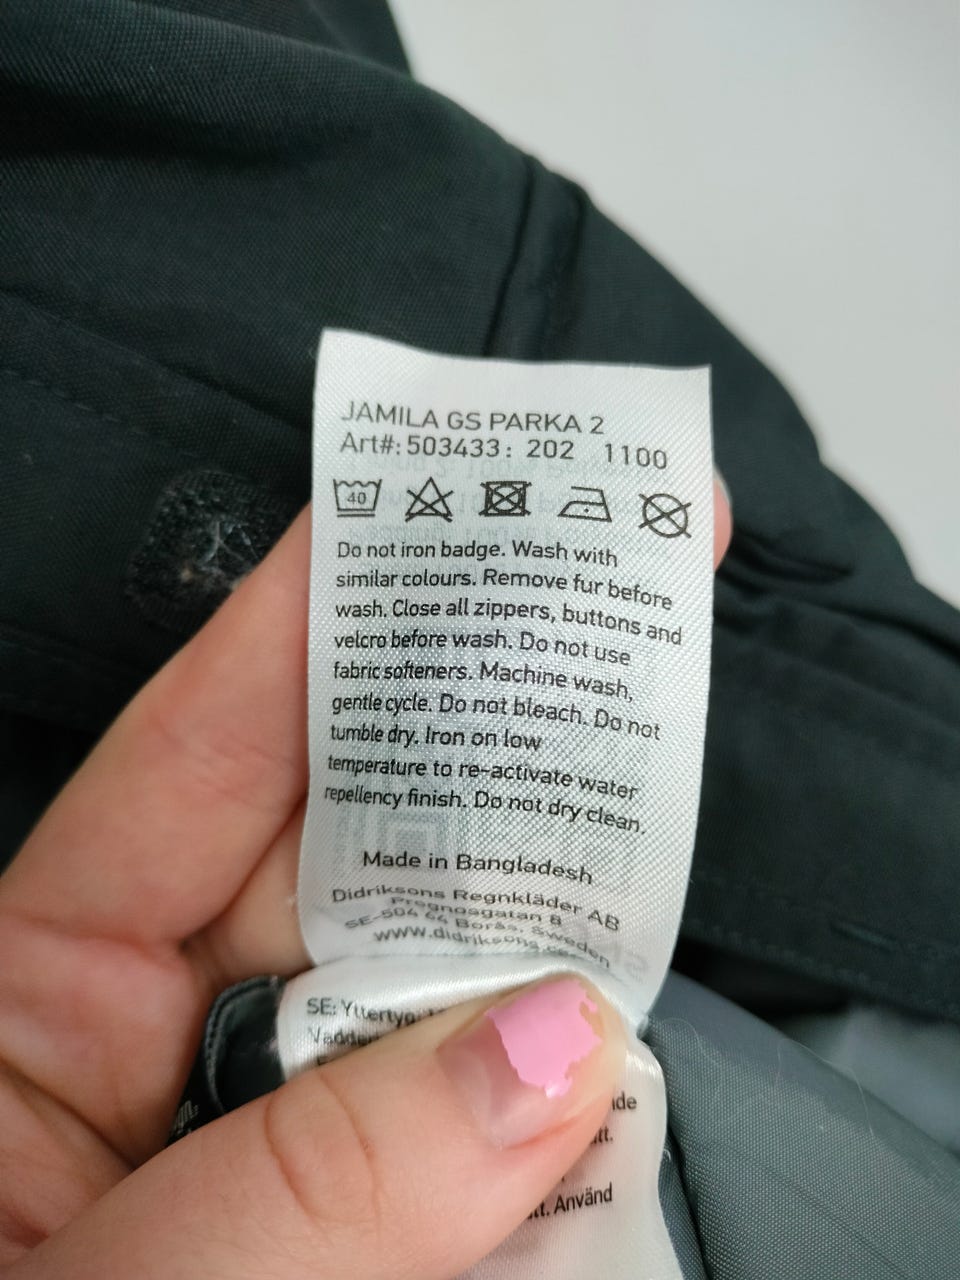 JAMILA GS PARKA 2
Art#: 503433: 202 1100
40
Do not iron badge. Wash with
similar colours. Remove fur before
wash. Close all zippers, buttons and
velcro before wash. Do not use
fabric softeners. Machine wash,
gentle cycle. Do not bleach. Do not
tumble dry. Iron on low
temperature to re-activate water
repellency finish. Do not dry clean.
Made in Bangladesh
Didriksons Regnkläder AB
Prognosgatan 8
SE-504 64 Borås, Sweden
www.didriksons.com
SE: Yttertyg:
Använd